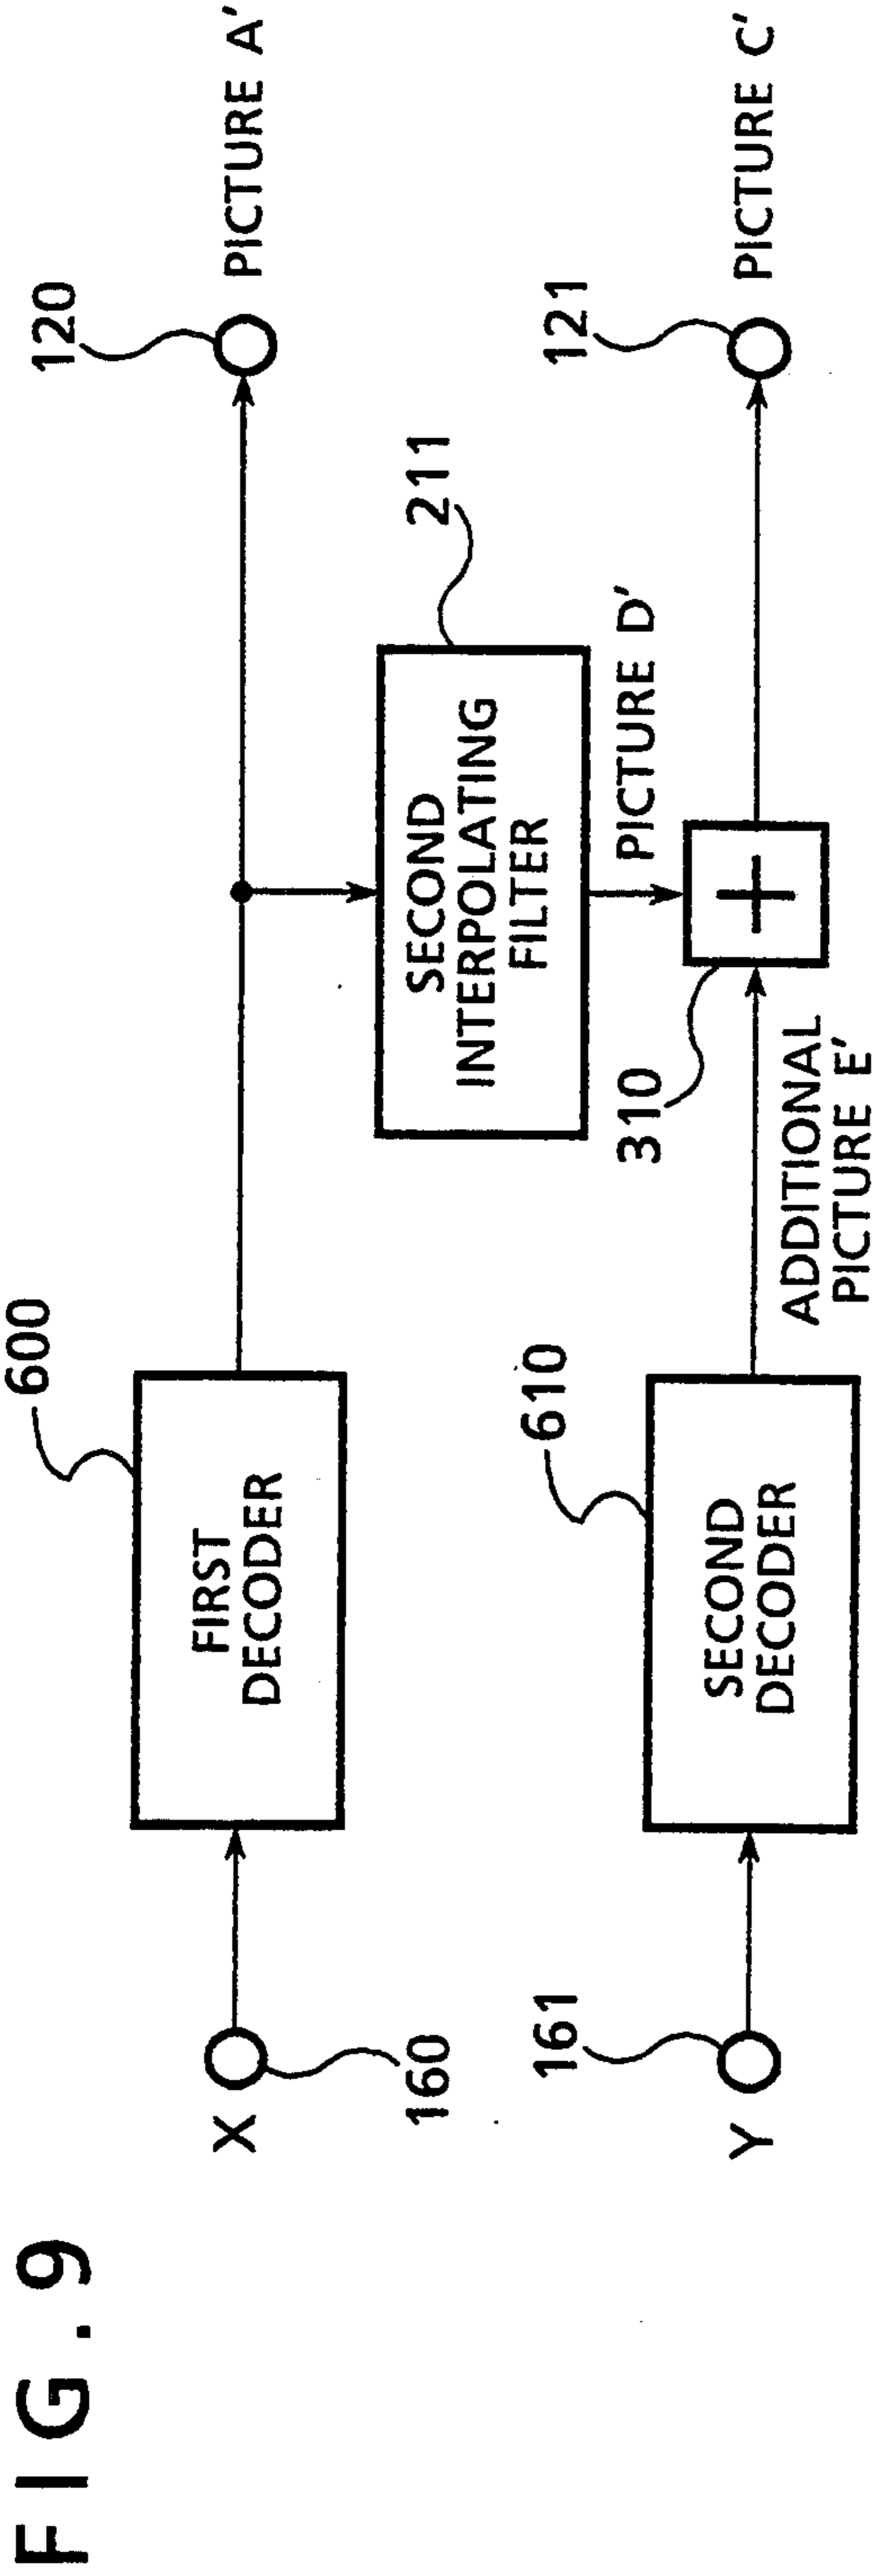 FIG.9
X
160
600
FIRST
DECODER
120
PICTURE A'
211
SECOND
INTERPOLATING
FILTER
PICTURE D'
Y
161
610
SECOND
DECODER
ADDITIONAL
PICTURE E'
310
+
121
PICTURE C'